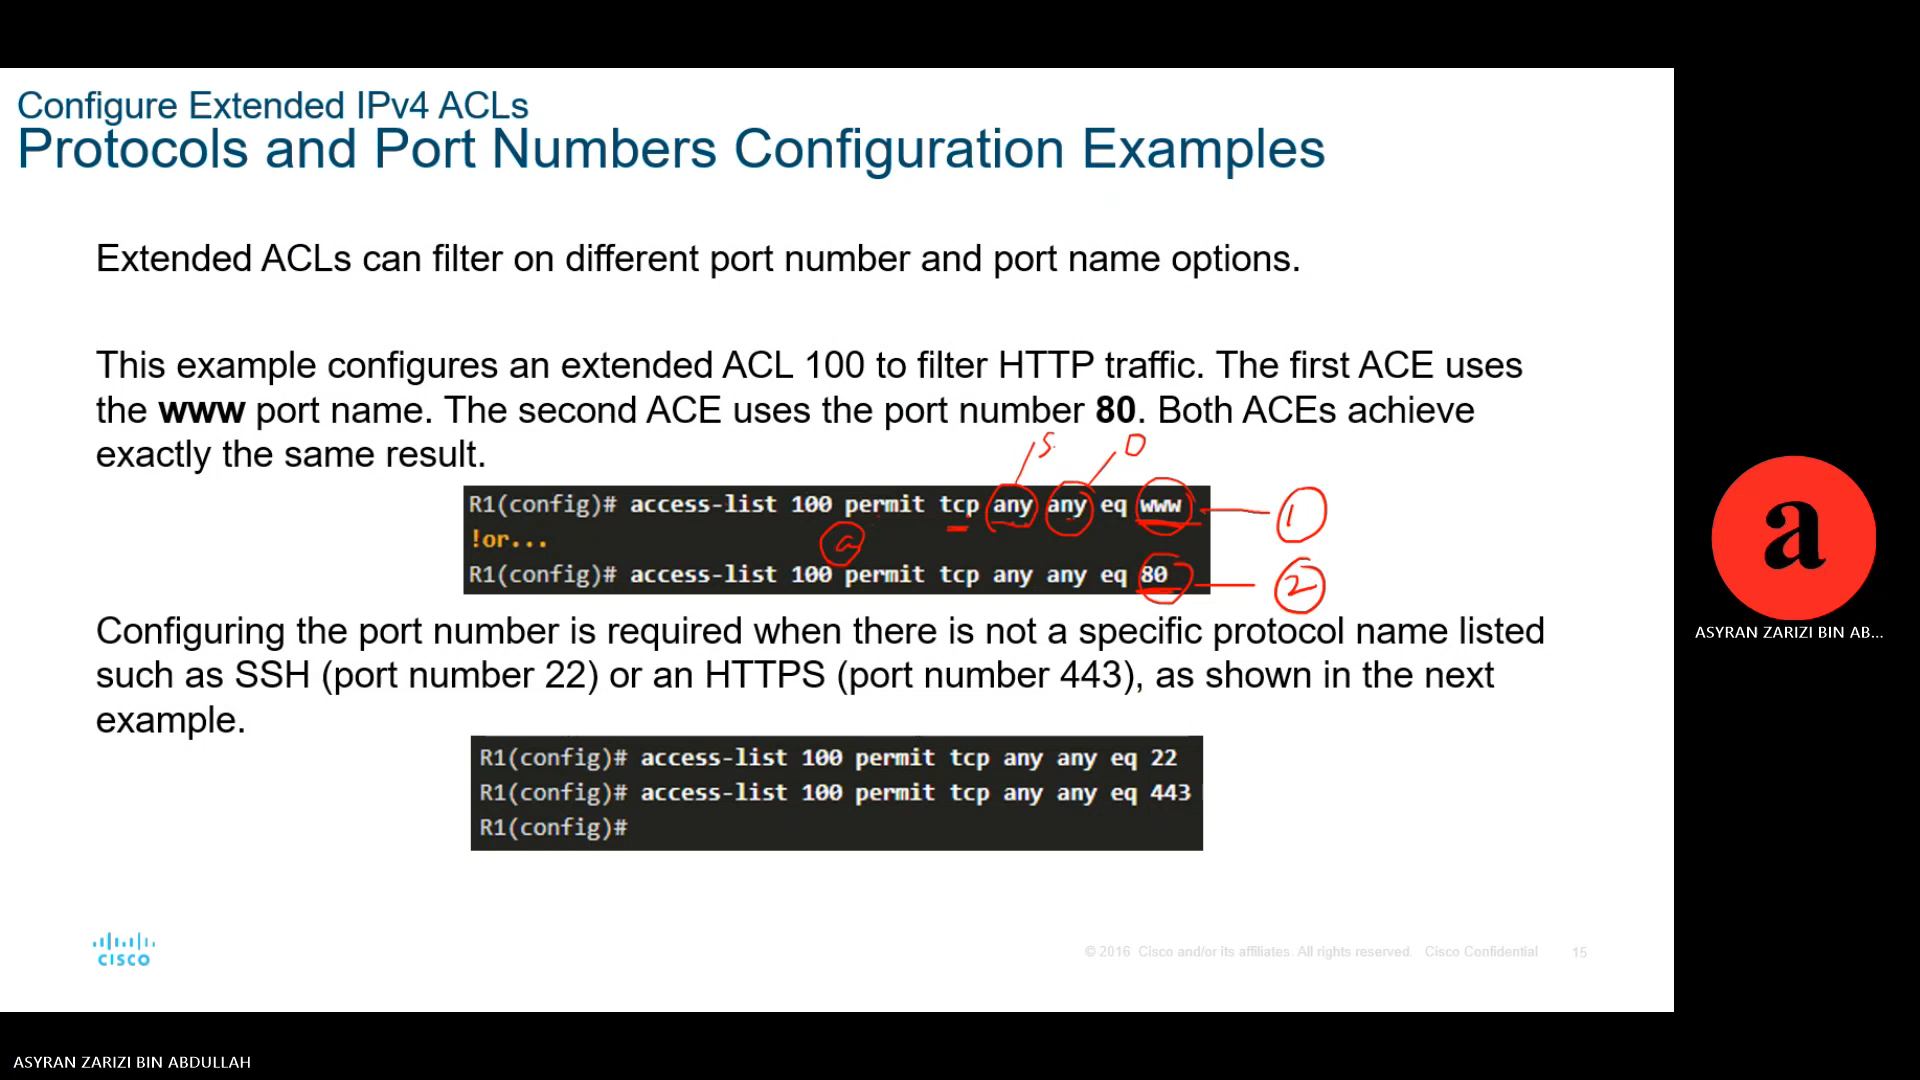 Configure Extended IPv4 ACLs
Protocols and Port Numbers Configuration Examples
Extended ACLs can filter on different port number and port name options.
This example configures an extended ACL 100 to filter HTTP traffic. The first ACE uses
the www port name. The second ACE uses the port number 80. Both ACEs achieve
exactly the same result.
S D
R1(config)# access-list 100 permit tcp any any eq www
1
!or...
a
R1(config)# access-list 100 permit tcp any any eq 80
2
Configuring the port number is required when there is not a specific protocol name listed
such as SSH (port number 22) or an HTTPS (port number 443), as shown in the next
example.
R1(config)# access-list 100 permit tcp any any eq 22
R1(config)# access-list 100 permit tcp any any eq 443
R1(config)#
CISCO
© 2016 Cisco and/or its affiliates. All rights reserved. Cisco Confidential 15
a
ASYRAN ZARIZI BIN AB...
ASYRAN ZARIZI BIN ABDULLAH